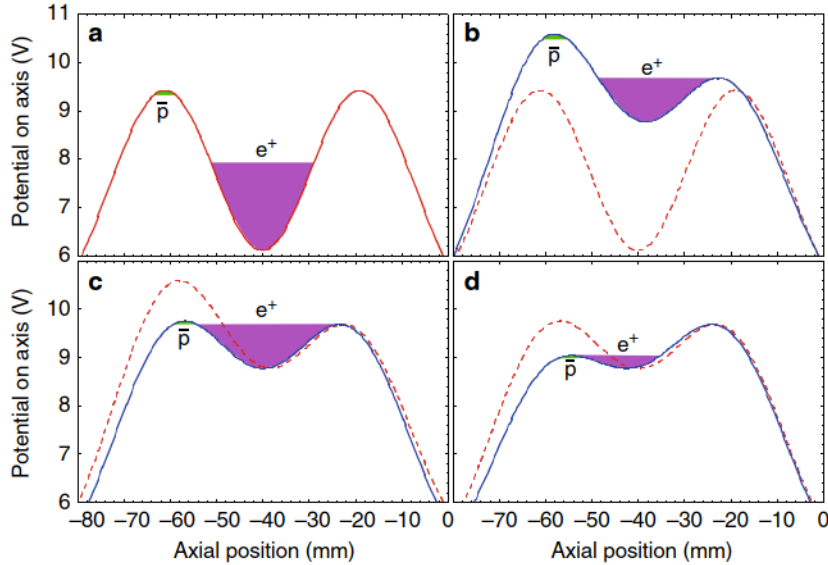 a
b
c
d
Potential on axis (V)
11
10
9
8
7
6
p̅
e⁺
p̅
e⁺
Potential on axis (V)
10
9
8
7
6
p̅
e⁺
p̅
e⁺
−80 −70 −60 −50 −40 −30 −20 −10 0
−70 −60 −50 −40 −30 −20 −10 0
Axial position (mm)
Axial position (mm)